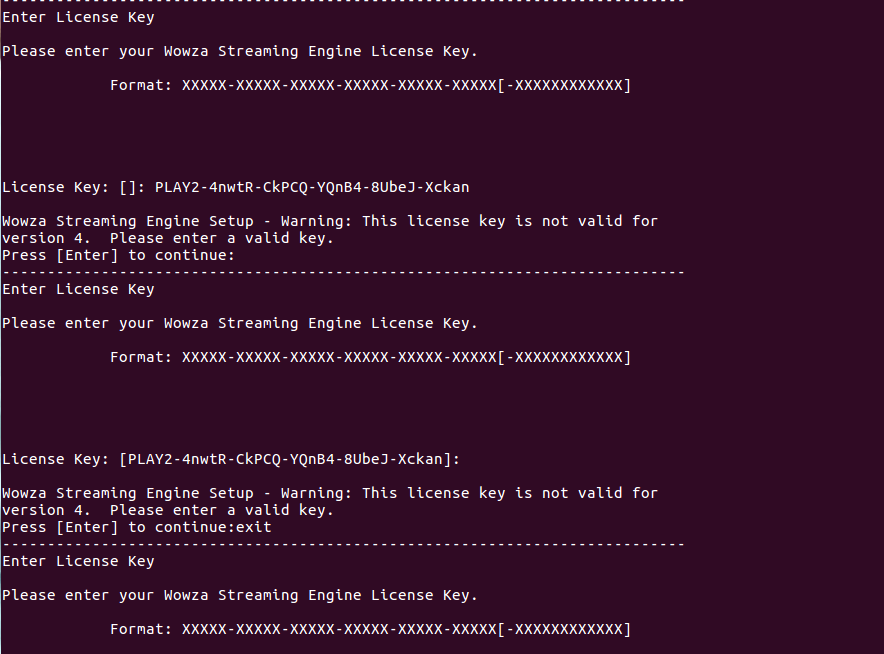 ----------------------------------------------------------------------------
Enter License Key
Please enter your Wowza Streaming Engine License Key.
Format: XXXXX-XXXXX-XXXXX-XXXXX-XXXXX-XXXXX[-XXXXXXXXXXXX]
License Key: []: PLAY2-4nwtR-CkPCQ-YQnB4-8UbeJ-Xckan
Wowza Streaming Engine Setup - Warning: This license key is not valid for
version 4.  Please enter a valid key.
Press [Enter] to continue:
----------------------------------------------------------------------------
Enter License Key
Please enter your Wowza Streaming Engine License Key.
Format: XXXXX-XXXXX-XXXXX-XXXXX-XXXXX-XXXXX[-XXXXXXXXXXXX]
License Key: [PLAY2-4nwtR-CkPCQ-YQnB4-8UbeJ-Xckan]:
Wowza Streaming Engine Setup - Warning: This license key is not valid for
version 4.  Please enter a valid key.
Press [Enter] to continue:exit
----------------------------------------------------------------------------
Enter License Key
Please enter your Wowza Streaming Engine License Key.
Format: XXXXX-XXXXX-XXXXX-XXXXX-XXXXX-XXXXX[-XXXXXXXXXXXX]